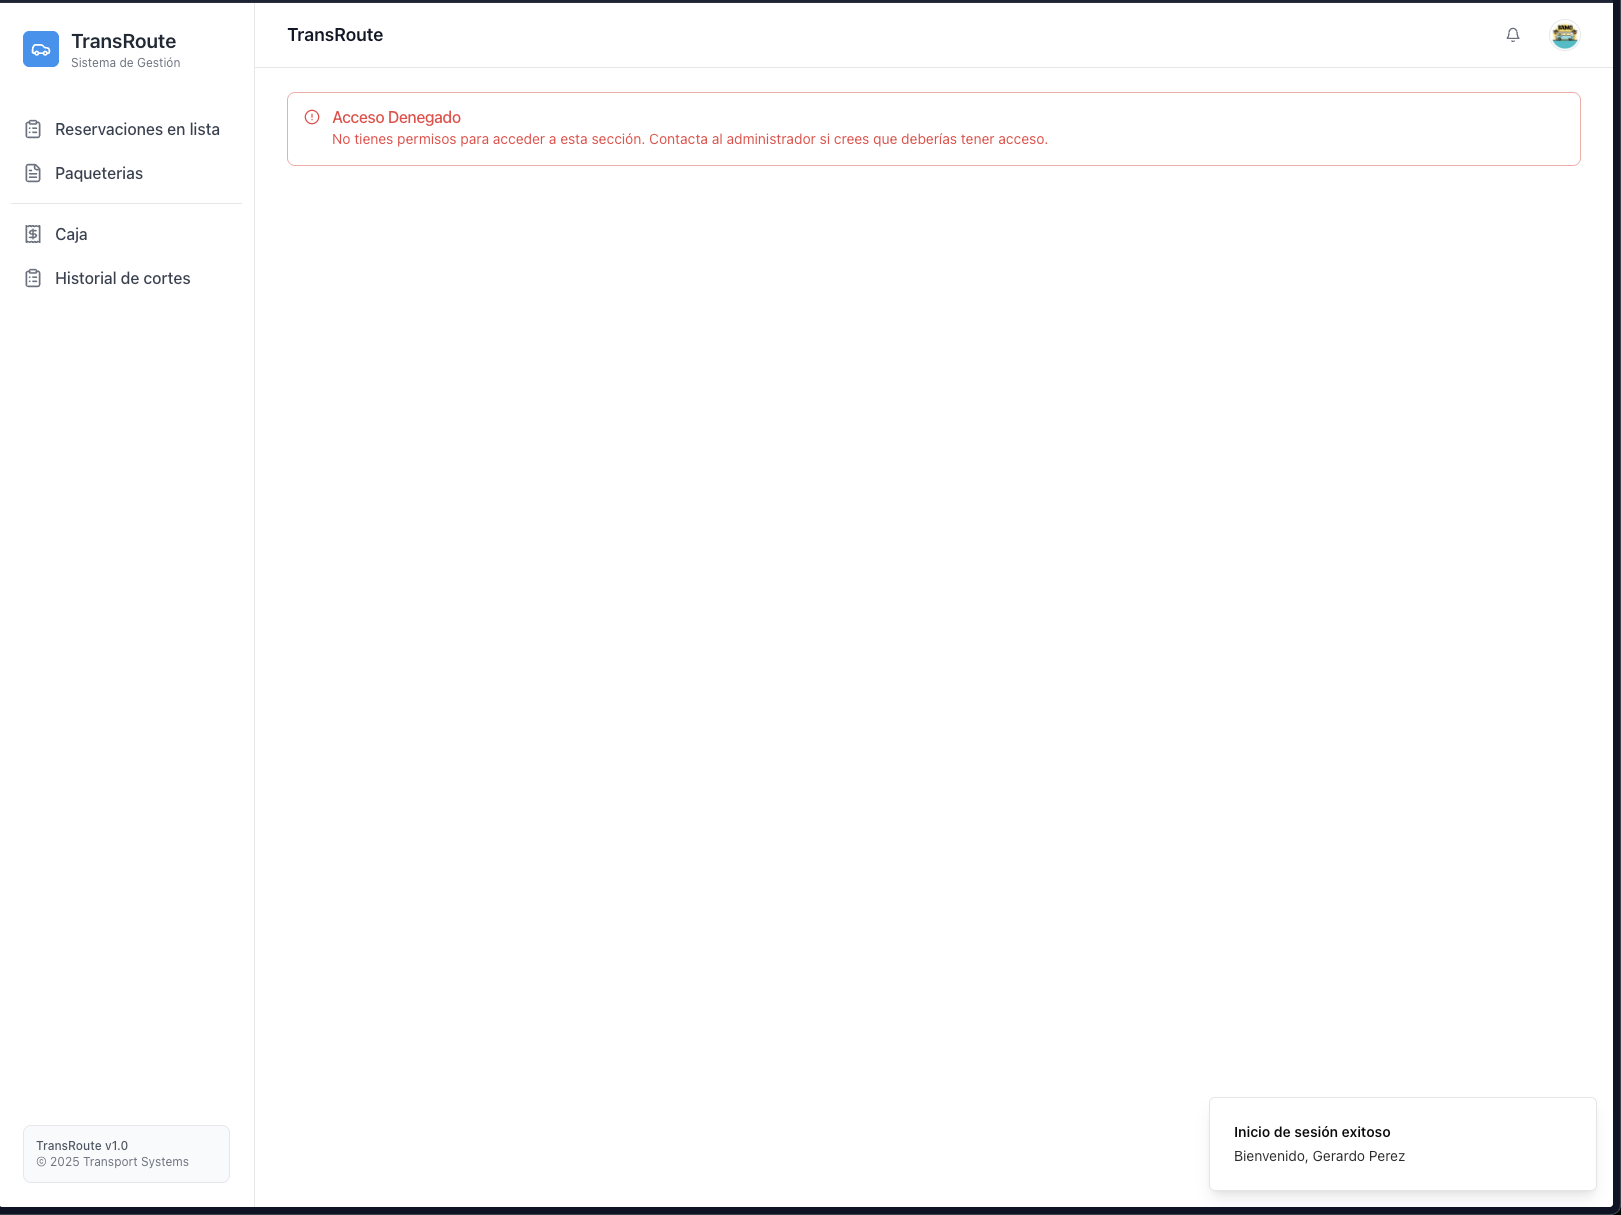 TransRoute
Sistema de Gestión
Reservaciones en lista
Paqueterias
Caja
Historial de cortes
TransRoute v1.0
© 2025 Transport Systems
TransRoute
Acceso Denegado
No tienes permisos para acceder a esta sección. Contacta al administrador si crees que deberías tener acceso.
Inicio de sesión exitoso
Bienvenido, Gerardo Perez